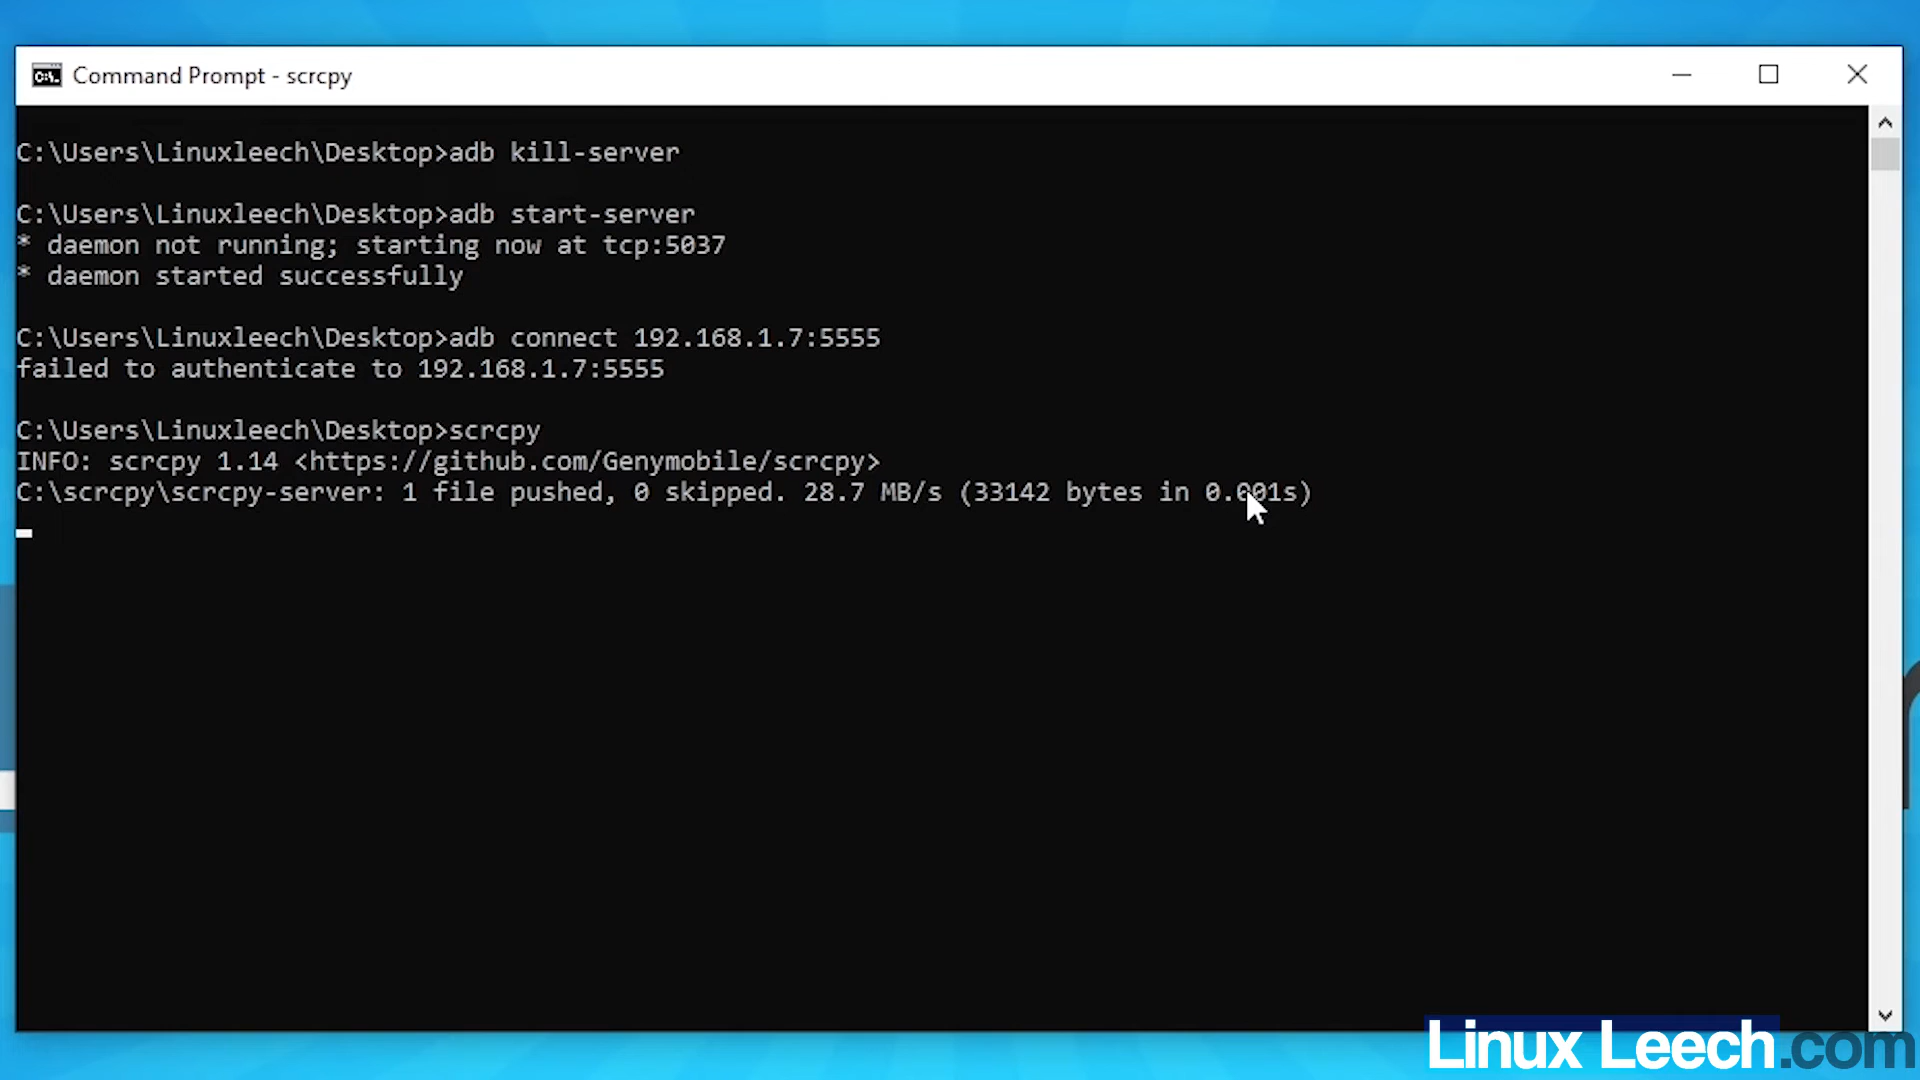 Command Prompt - scrcpy
C:\Users\Linuxleech\Desktop>adb kill-server
C:\Users\Linuxleech\Desktop>adb start-server
* daemon not running; starting now at tcp:5037
* daemon started successfully
C:\Users\Linuxleech\Desktop>adb connect 192.168.1.7:5555
failed to authenticate to 192.168.1.7:5555
C:\Users\Linuxleech\Desktop>scrcpy
INFO: scrcpy 1.14 <https://github.com/Genymobile/scrcpy>
C:\scrcpy\scrcpy-server: 1 file pushed, 0 skipped. 28.7 MB/s (33142 bytes in 0.001s)
Linux Leech.com